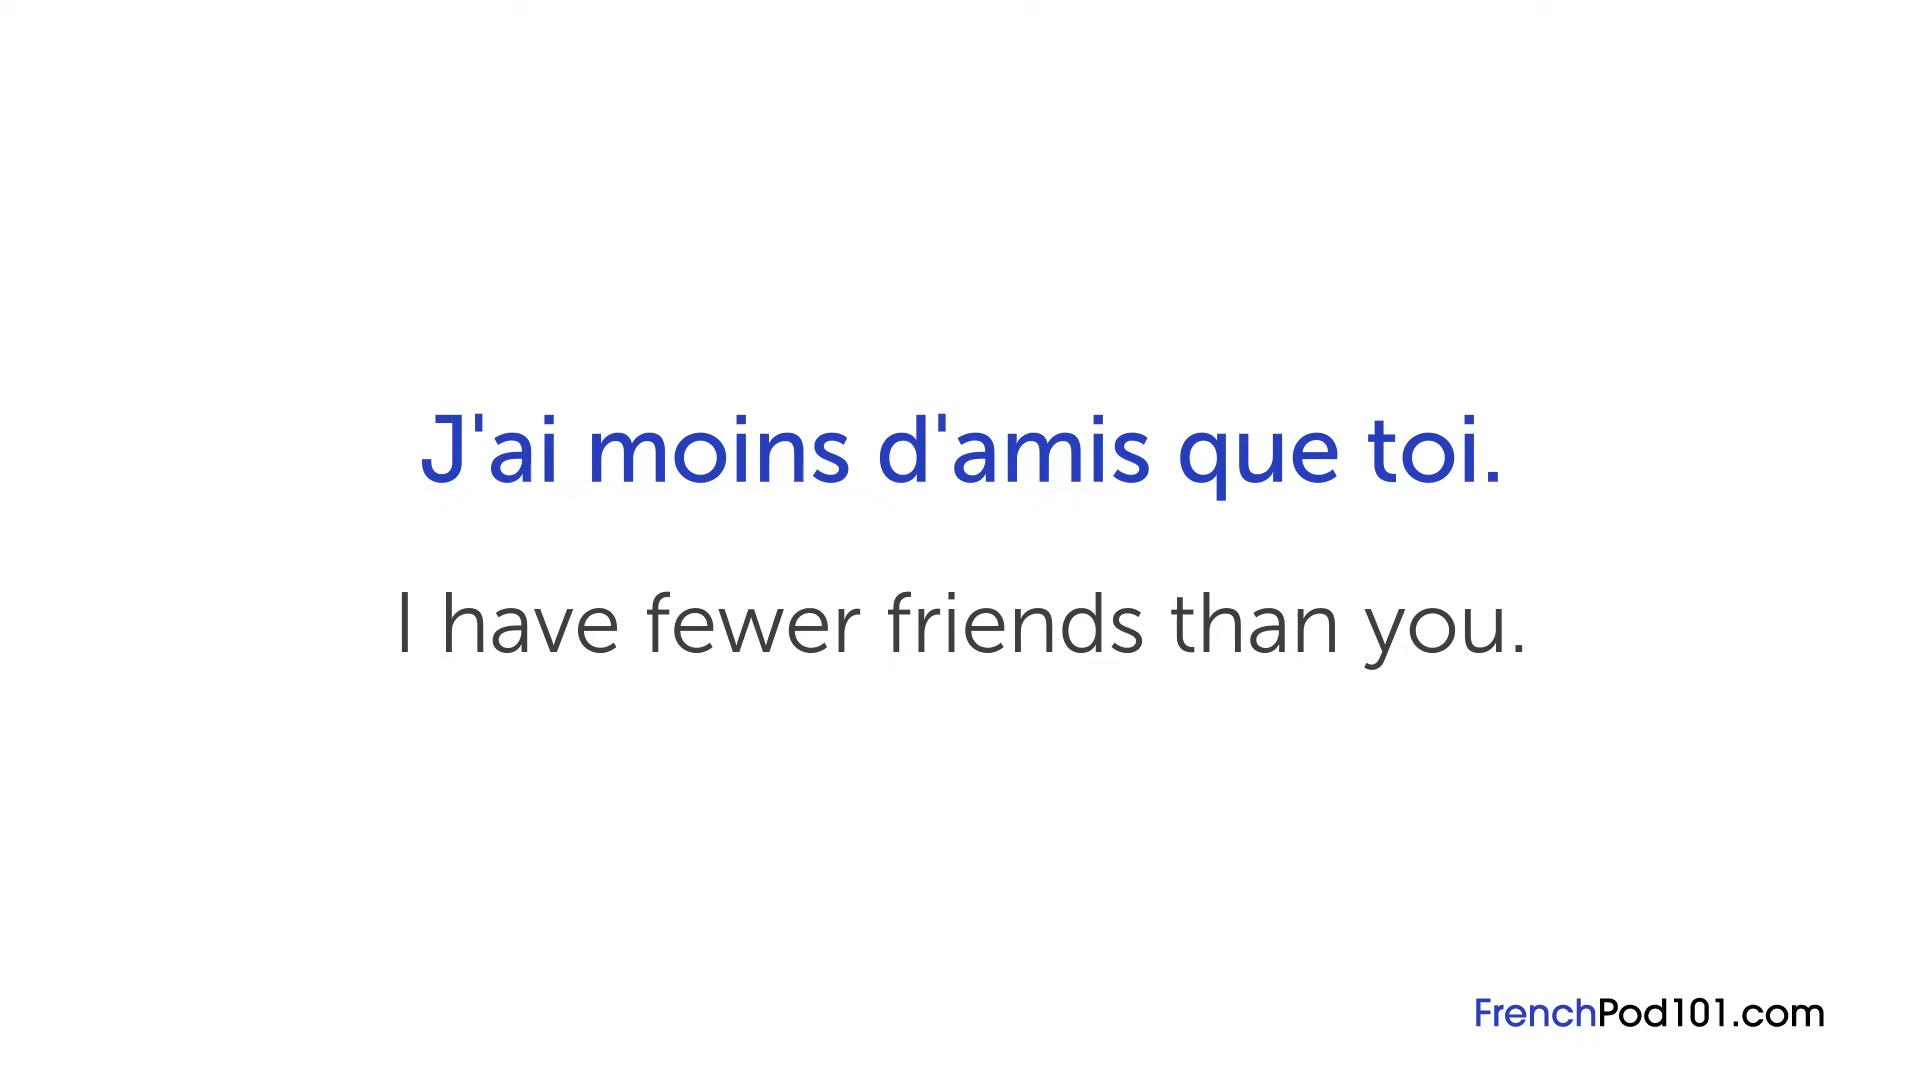 J'ai moins d'amis que toi.
I have fewer friends than you.
FrenchPod101.com